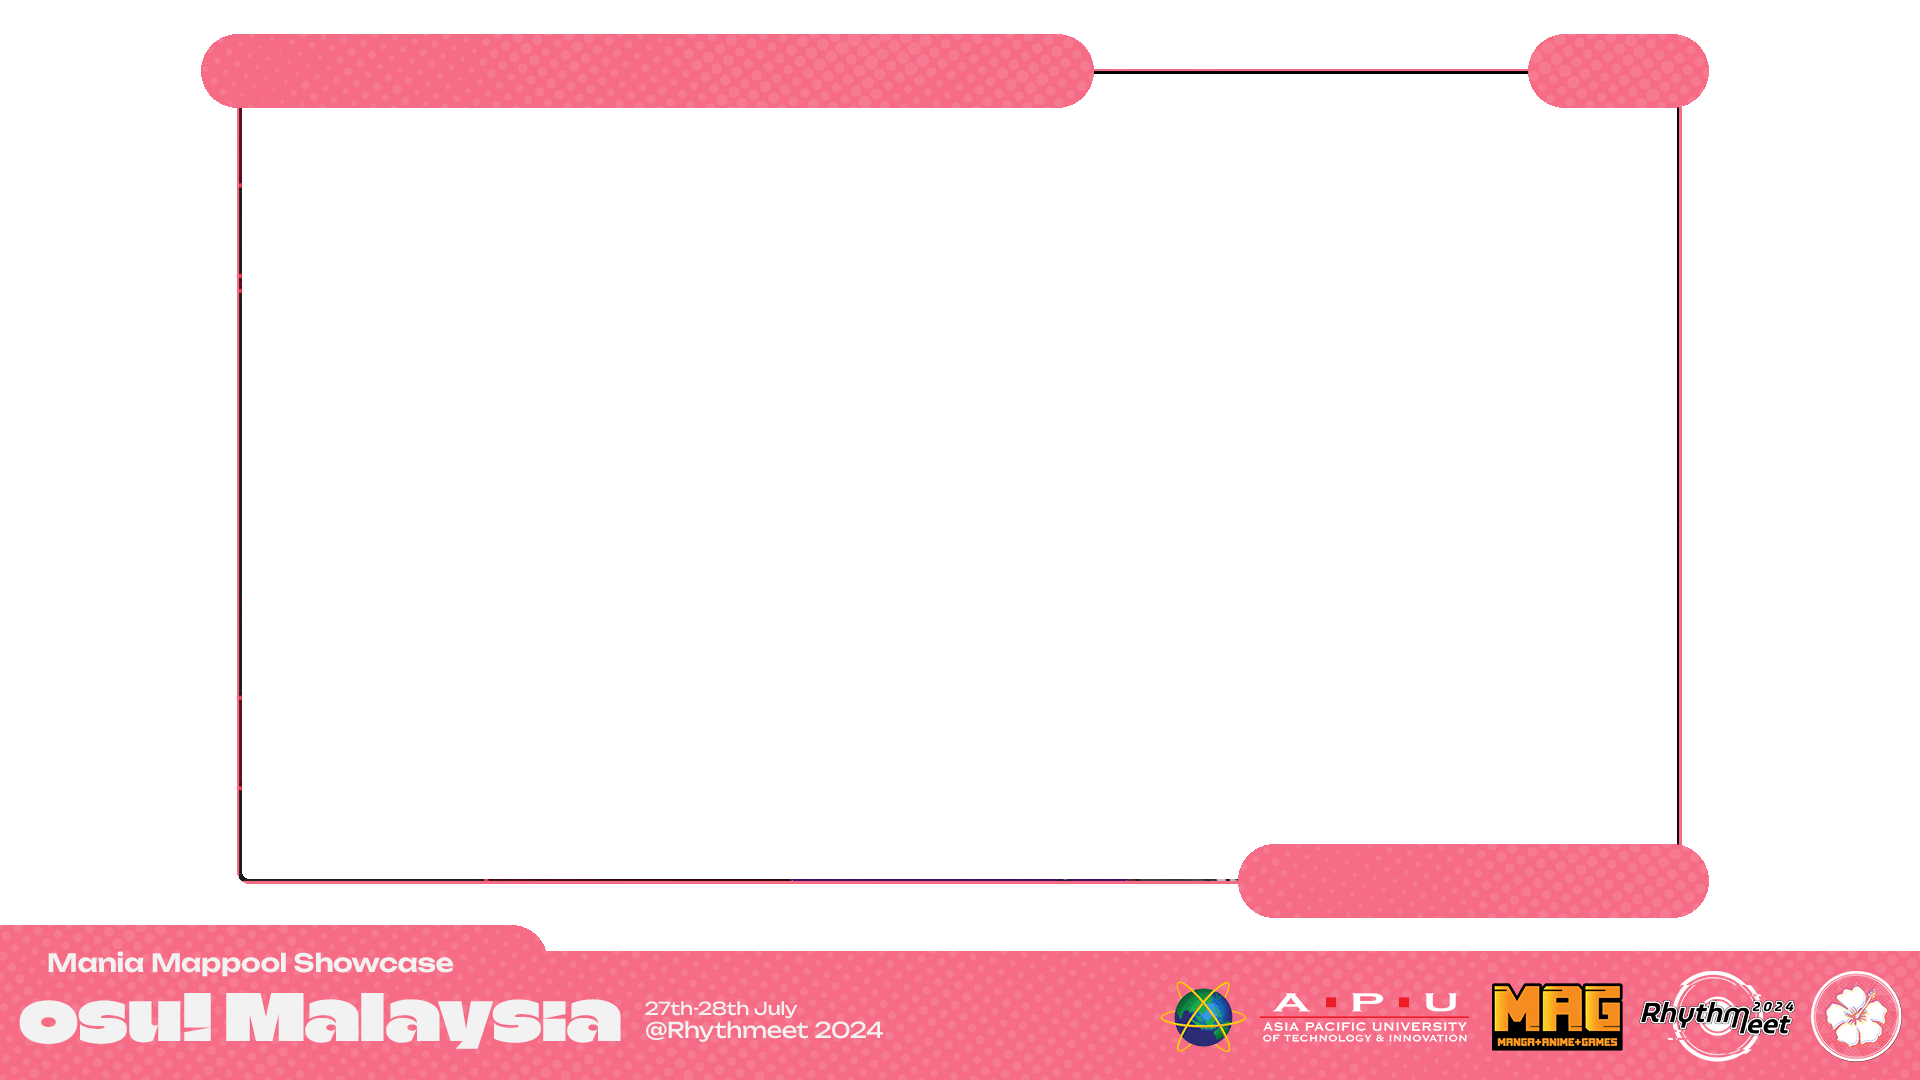 Mania Mappool Showcase
osu! Malaysia
27th-28th July
@Rhythmeet 2024
A·P·U
ASIA PACIFIC UNIVERSITY
OF TECHNOLOGY & INNOVATION
MAG
MANGA+ANIME+GAMES
Rhythmeet 2024